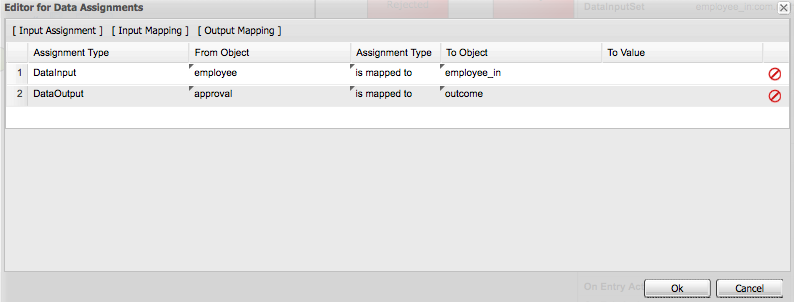 Rejected
DataInputSet employee_in:com
Editor for Data Assignments
[ Input Assignment ] [ Input Mapping ] [ Output Mapping ]
Assignment Type From Object Assignment Type To Object To Value
1 DataInput employee is mapped to employee_in
2 DataOutput approval is mapped to outcome
On Entry Act
Ok Cancel